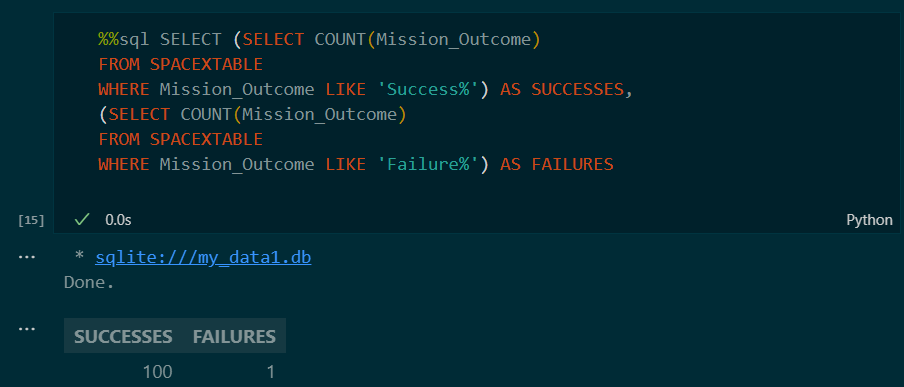 %%sql SELECT (SELECT COUNT(Mission_Outcome)
FROM SPACEXTABLE
WHERE Mission_Outcome LIKE 'Success%') AS SUCCESSES,
(SELECT COUNT(Mission_Outcome)
FROM SPACEXTABLE
WHERE Mission_Outcome LIKE 'Failure%') AS FAILURES
[15] 0.0s Python
* sqlite:///my_data1.db
Done.
SUCCESSES FAILURES
100 1